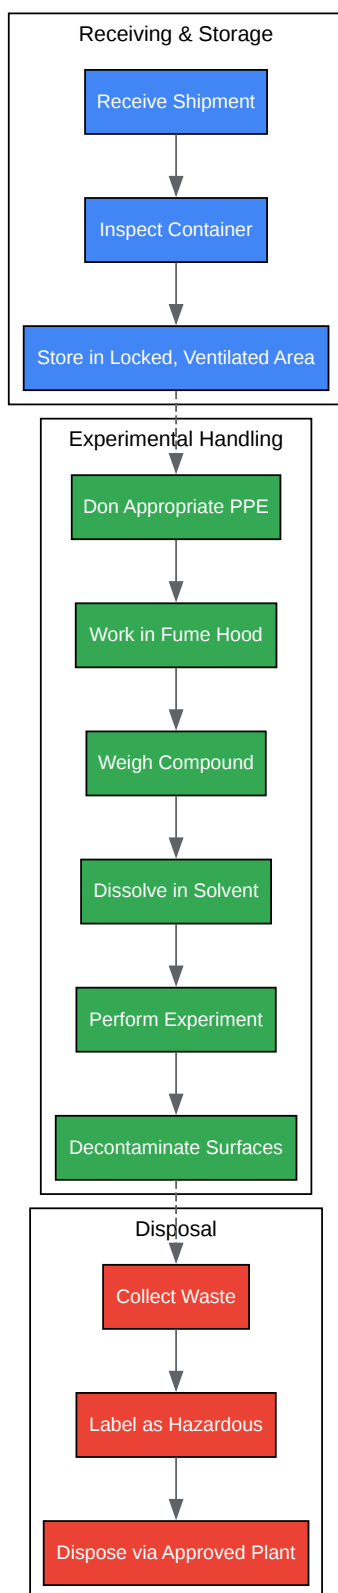 Receiving & Storage
Receive Shipment
Inspect Container
Store in Locked, Ventilated Area
Experimental Handling
Don Appropriate PPE
Work in Fume Hood
Weigh Compound
Dissolve in Solvent
Perform Experiment
Decontaminate Surfaces
Disposal
Collect Waste
Label as Hazardous
Dispose via Approved Plant